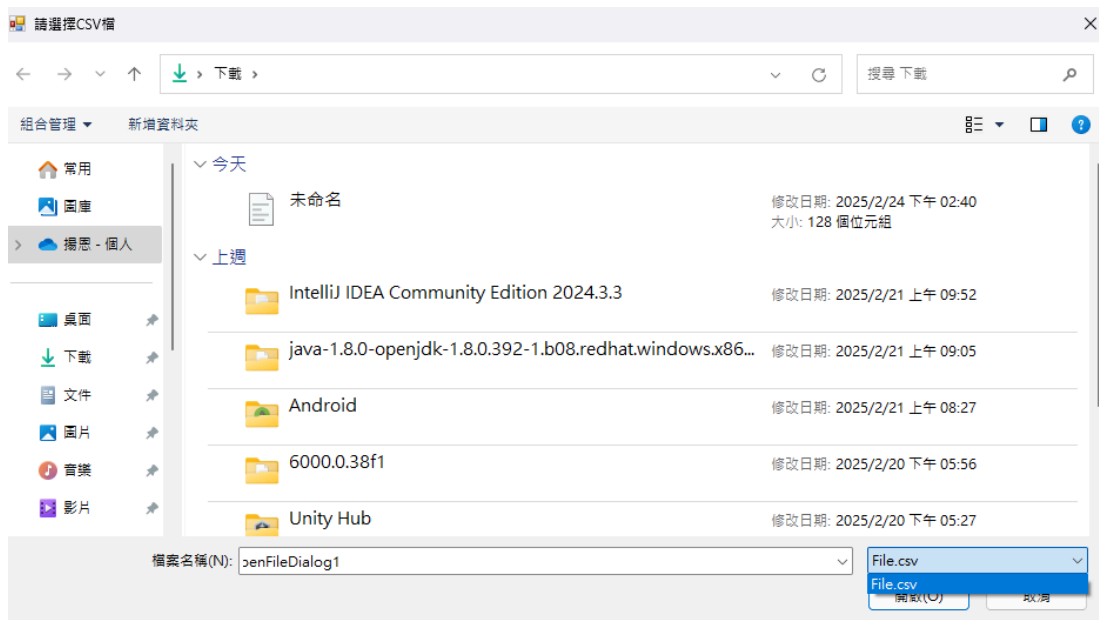 請選擇CSV檔
下載
搜尋 下載
組合管理
新增資料夾
常用
圖庫
揚恩 - 個人
桌面
下載
文件
圖片
音樂
影片
今天
未命名
修改日期: 2025/2/24 下午 02:40
大小: 128 個位元組
上週
IntelliJ IDEA Community Edition 2024.3.3
修改日期: 2025/2/21 上午 09:52
java-1.8.0-openjdk-1.8.0.392-1.b08.redhat.windows.x86...
修改日期: 2025/2/21 上午 09:05
Android
修改日期: 2025/2/21 上午 08:27
6000.0.38f1
修改日期: 2025/2/20 下午 05:56
Unity Hub
修改日期: 2025/2/20 下午 05:27
檔案名稱(N):
penFileDialog1
File.csv
File.csv
開啟(O)
取消